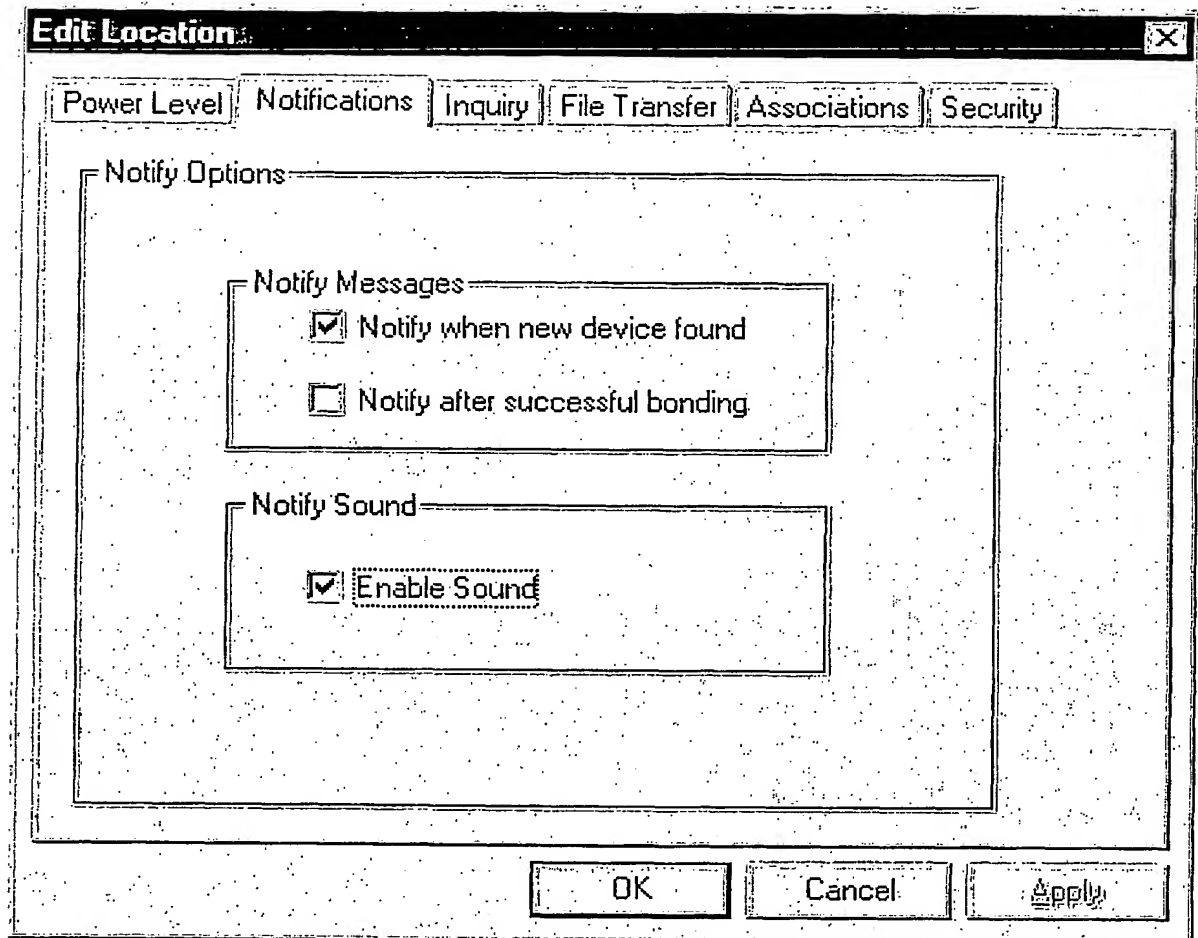 Edit Location
Power Level Notifications Inquiry File Transfer Associations Security
Notify Options
Notify Messages
Notify when new device found
Notify after successful bonding
Notify Sound
Enable Sound
OK Cancel Apply